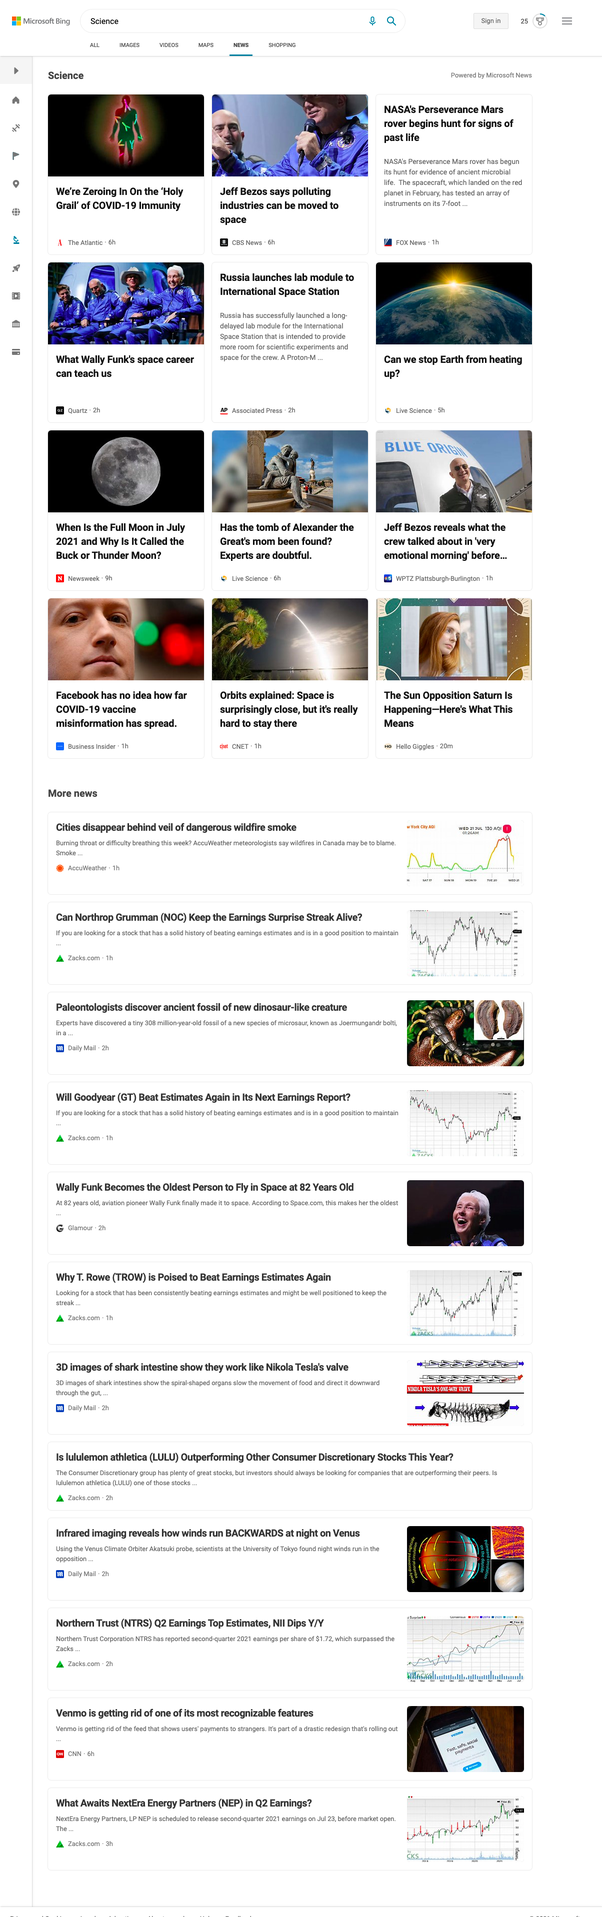 Microsoft Bing
Science
Sign in
25
ALL
IMAGES
VIDEOS
MAPS
NEWS
SHOPPING
Science
Powered by Microsoft News
We're Zeroing In On the 'Holy
Grail' of COVID-19 Immunity
The Atlantic · 6h
Jeff Bezos says polluting
industries can be moved to
space
CBS News · 6h
NASA's Perseverance Mars
rover begins hunt for signs of
past life
NASA's Perseverance Mars rover has begun
its hunt for evidence of ancient microbial
life. The spacecraft, which landed on the red
planet in February, has tested an array of
instruments on its 7-foot ...
FOX News · 1h
What Wally Funk's space career
can teach us
Quartz · 2h
Russia launches lab module to
International Space Station
Russia has successfully launched a long-
delayed lab module for the International
Space Station that is intended to provide
more room for scientific experiments and
space for the crew. A Proton-M ...
AP
Associated Press · 2h
Can we stop Earth from heating
up?
Live Science · 5h
When Is the Full Moon in July
2021 and Why Is It Called the
Buck or Thunder Moon?
Newsweek · 9h
Has the tomb of Alexander the
Great's mom been found?
Experts are doubtful.
Live Science · 6h
BLUE ORIGIN
Jeff Bezos reveals what the
crew talked about in 'very
emotional morning' before...
WPTZ Plattsburgh-Burlington · 1h
Facebook has no idea how far
COVID-19 vaccine
misinformation has spread.
Business Insider · 1h
Orbits explained: Space is
surprisingly close, but it's really
hard to stay there
CNET · 1h
The Sun Opposition Saturn Is
Happening—Here's What This
Means
Hello Giggles · 20m
More news
Cities disappear behind veil of dangerous wildfire smoke
Burning throat or difficulty breathing this week? AccuWeather meteorologists say wildfires in Canada may be to blame.
Smoke ...
AccuWeather · 1h
Can Northrop Grumman (NOC) Keep the Earnings Surprise Streak Alive?
If you are looking for a stock that has a solid history of beating earnings estimates and is in a good position to maintain
...
Zacks.com · 1h
Paleontologists discover ancient fossil of new dinosaur-like creature
Experts have discovered a tiny 308 million-year-old fossil of a new species of microsaur, known as Joermungandr bolti,
in a ...
Daily Mail · 2h
Will Goodyear (GT) Beat Estimates Again in Its Next Earnings Report?
If you are looking for a stock that has a solid history of beating earnings estimates and is in a good position to maintain
...
Zacks.com · 1h
Wally Funk Becomes the Oldest Person to Fly in Space at 82 Years Old
At 82 years old, aviation pioneer Wally Funk finally made it to space. According to Space.com, this makes her the oldest
...
Glamour · 2h
Why T. Rowe (TROW) is Poised to Beat Earnings Estimates Again
Looking for a stock that has been consistently beating earnings estimates and might be well positioned to keep the
streak ...
Zacks.com · 1h
3D images of shark intestine show they work like Nikola Tesla's valve
3D images of shark intestines show the spiral-shaped organs slow the movement of food and direct it downward
through the gut, ...
Daily Mail · 2h
NIKOLA TESLA'S ONE-WAY VALVE
Is lululemon athletica (LULU) Outperforming Other Consumer Discretionary Stocks This Year?
The Consumer Discretionary group has plenty of great stocks, but investors should always be looking for companies that are outperforming their peers. Is
lululemon athletica (LULU) one of those stocks ...
Zacks.com · 2h
Infrared imaging reveals how winds run BACKWARDS at night on Venus
Using the Venus Climate Orbiter Akatsuki probe, scientists at the University of Tokyo found night winds run in the
opposition ...
Daily Mail · 2h
Northern Trust (NTRS) Q2 Earnings Top Estimates, NII Dips Y/Y
Northern Trust Corporation NTRS has reported second-quarter 2021 earnings per share of $1.72, which surpassed the
Zacks ...
Zacks.com · 2h
Venmo is getting rid of one of its most recognizable features
Venmo is getting rid of the feed that shows users' payments to strangers. It's part of a drastic redesign that's rolling out
...
CNN · 6h
Fast, safe, social
payments.
What Awaits NextEra Energy Partners (NEP) in Q2 Earnings?
NextEra Energy Partners, LP NEP is scheduled to release second-quarter 2021 earnings on Jul 23, before market open.
The ...
Zacks.com · 3h